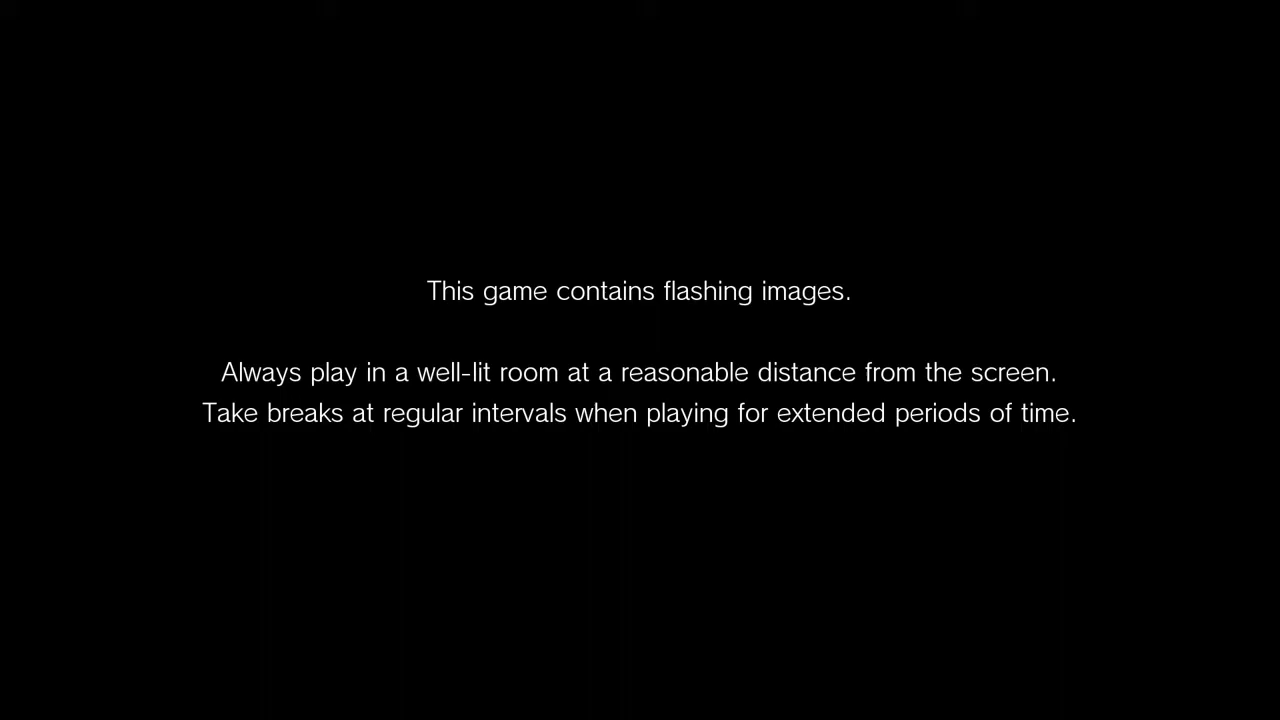 This game contains flashing images.
Always play in a well-lit room at a reasonable distance from the screen.
Take breaks at regular intervals when playing for extended periods of time.